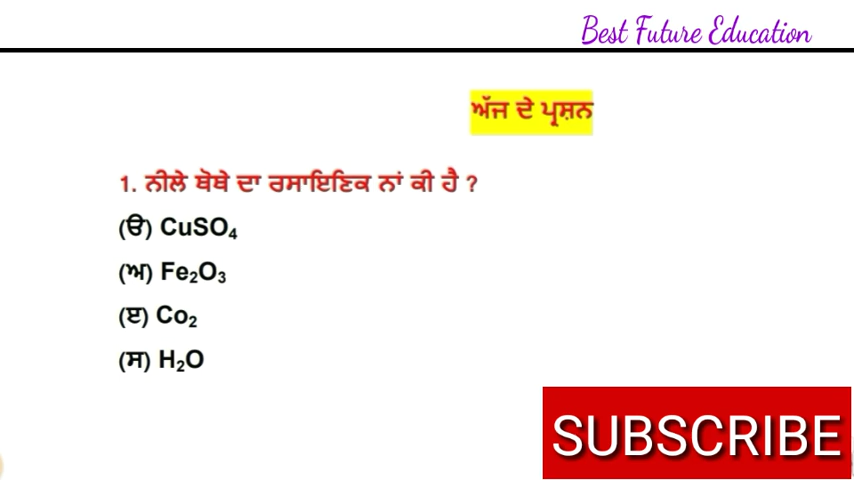 Best Future Education
ਅੱਜ ਦੇ ਪ੍ਰਸ਼ਨ
1. ਨੀਲੇ ਥੋਥੇ ਦਾ ਰਸਾਇਣਿਕ ਨਾਂ ਕੀ ਹੈ ?
(ੳ) CuSO₄
(ਅ) Fe₂O₃
(ੲ) Co₂
(ਸ) H₂O
SUBSCRIBE